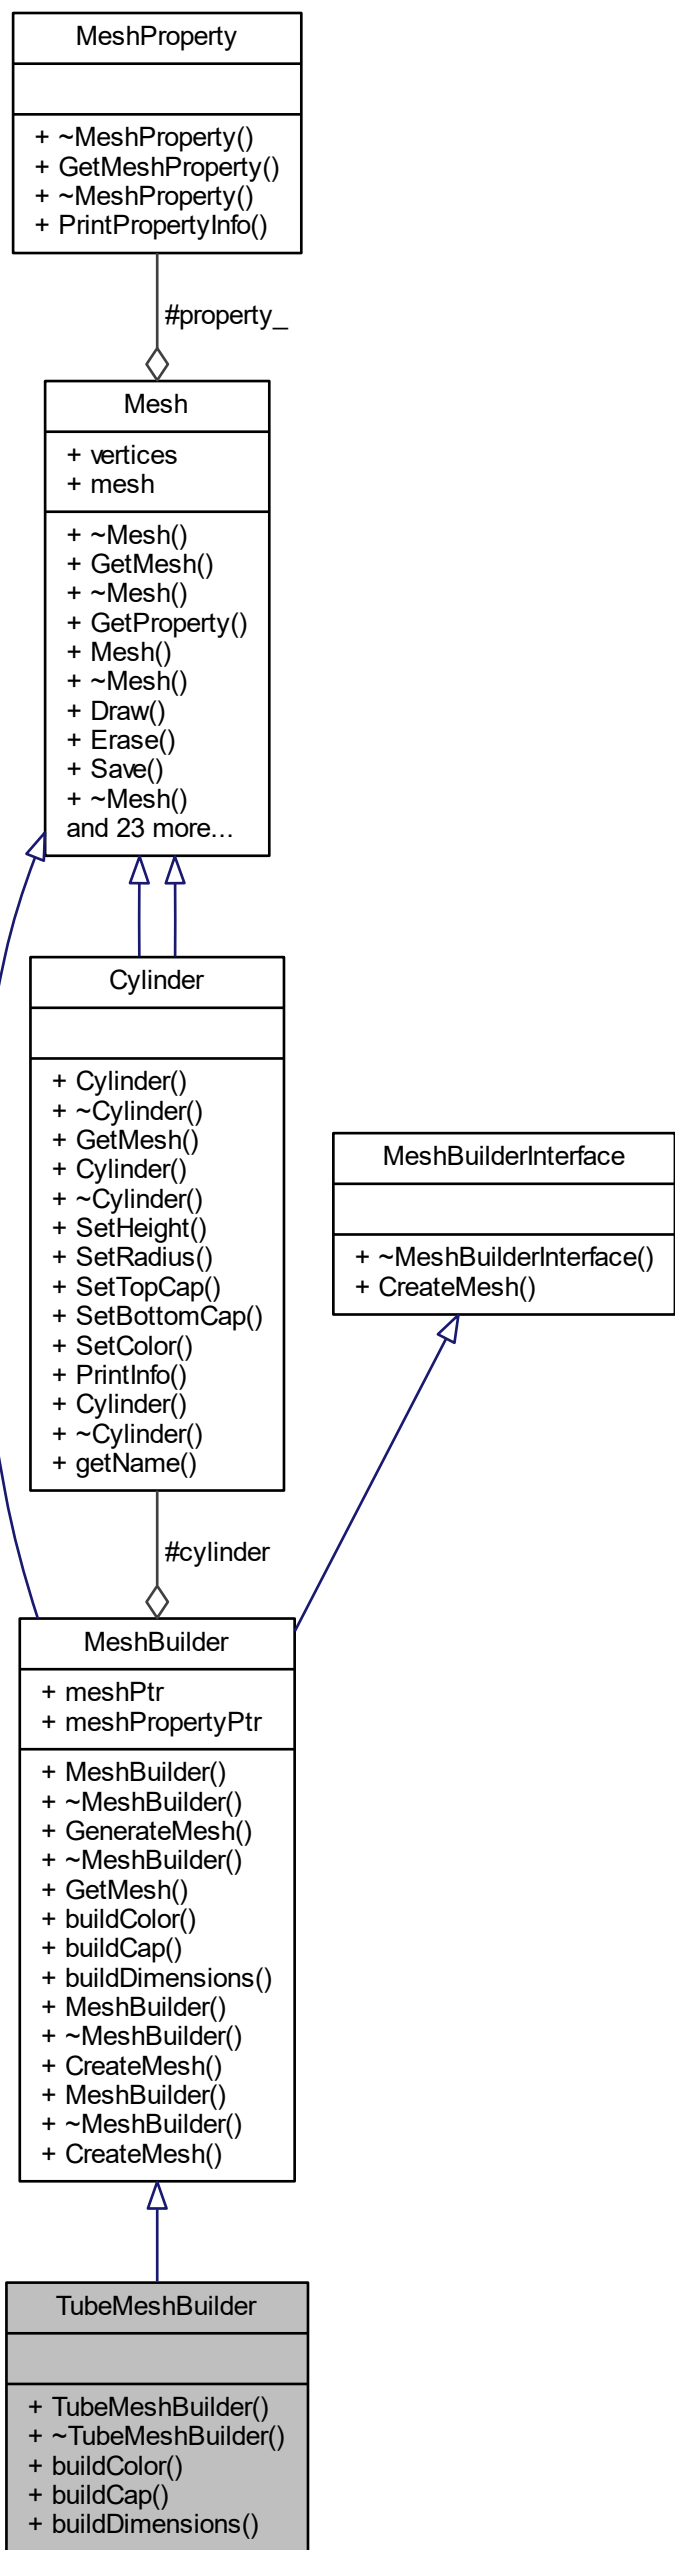 MeshProperty
+ ~MeshProperty()
+ GetMeshProperty()
+ ~MeshProperty()
+ PrintPropertyInfo()
#property_
Mesh
+ vertices
+ mesh
+ ~Mesh()
+ GetMesh()
+ ~Mesh()
+ GetProperty()
+ Mesh()
+ ~Mesh()
+ Draw()
+ Erase()
+ Save()
+ ~Mesh()
and 23 more...
Cylinder
+ Cylinder()
+ ~Cylinder()
+ GetMesh()
+ Cylinder()
+ ~Cylinder()
+ SetHeight()
+ SetRadius()
+ SetTopCap()
+ SetBottomCap()
+ SetColor()
+ PrintInfo()
+ Cylinder()
+ ~Cylinder()
+ getName()
MeshBuilderInterface
+ ~MeshBuilderInterface()
+ CreateMesh()
#cylinder
MeshBuilder
+ meshPtr
+ meshPropertyPtr
+ MeshBuilder()
+ ~MeshBuilder()
+ GenerateMesh()
+ ~MeshBuilder()
+ GetMesh()
+ buildColor()
+ buildCap()
+ buildDimensions()
+ MeshBuilder()
+ ~MeshBuilder()
+ CreateMesh()
+ MeshBuilder()
+ ~MeshBuilder()
+ CreateMesh()
TubeMeshBuilder
+ TubeMeshBuilder()
+ ~TubeMeshBuilder()
+ buildColor()
+ buildCap()
+ buildDimensions()